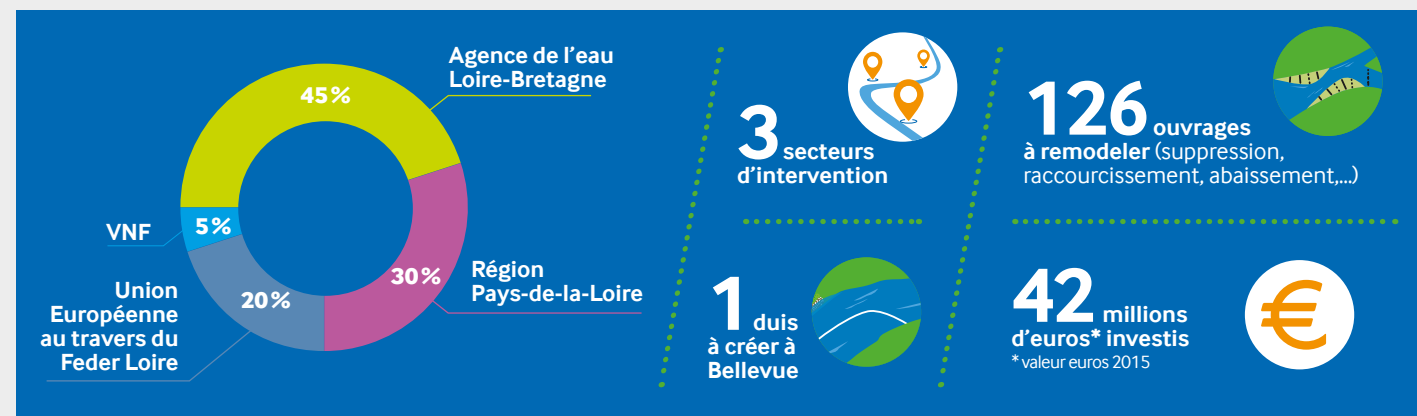 Agence de l'eau
Loire-Bretagne
45%
VNF
5%
Union
Européenne
au travers du
Feder Loire
20%
30%
Région
Pays-de-la-Loire
3 secteurs
d'intervention
1 duis
à créer à
Bellevue
126 ouvrages
à remodeler (suppression,
raccourcissement, abaissement,...)
42 millions
d'euros* investis
* valeur euros 2015
€